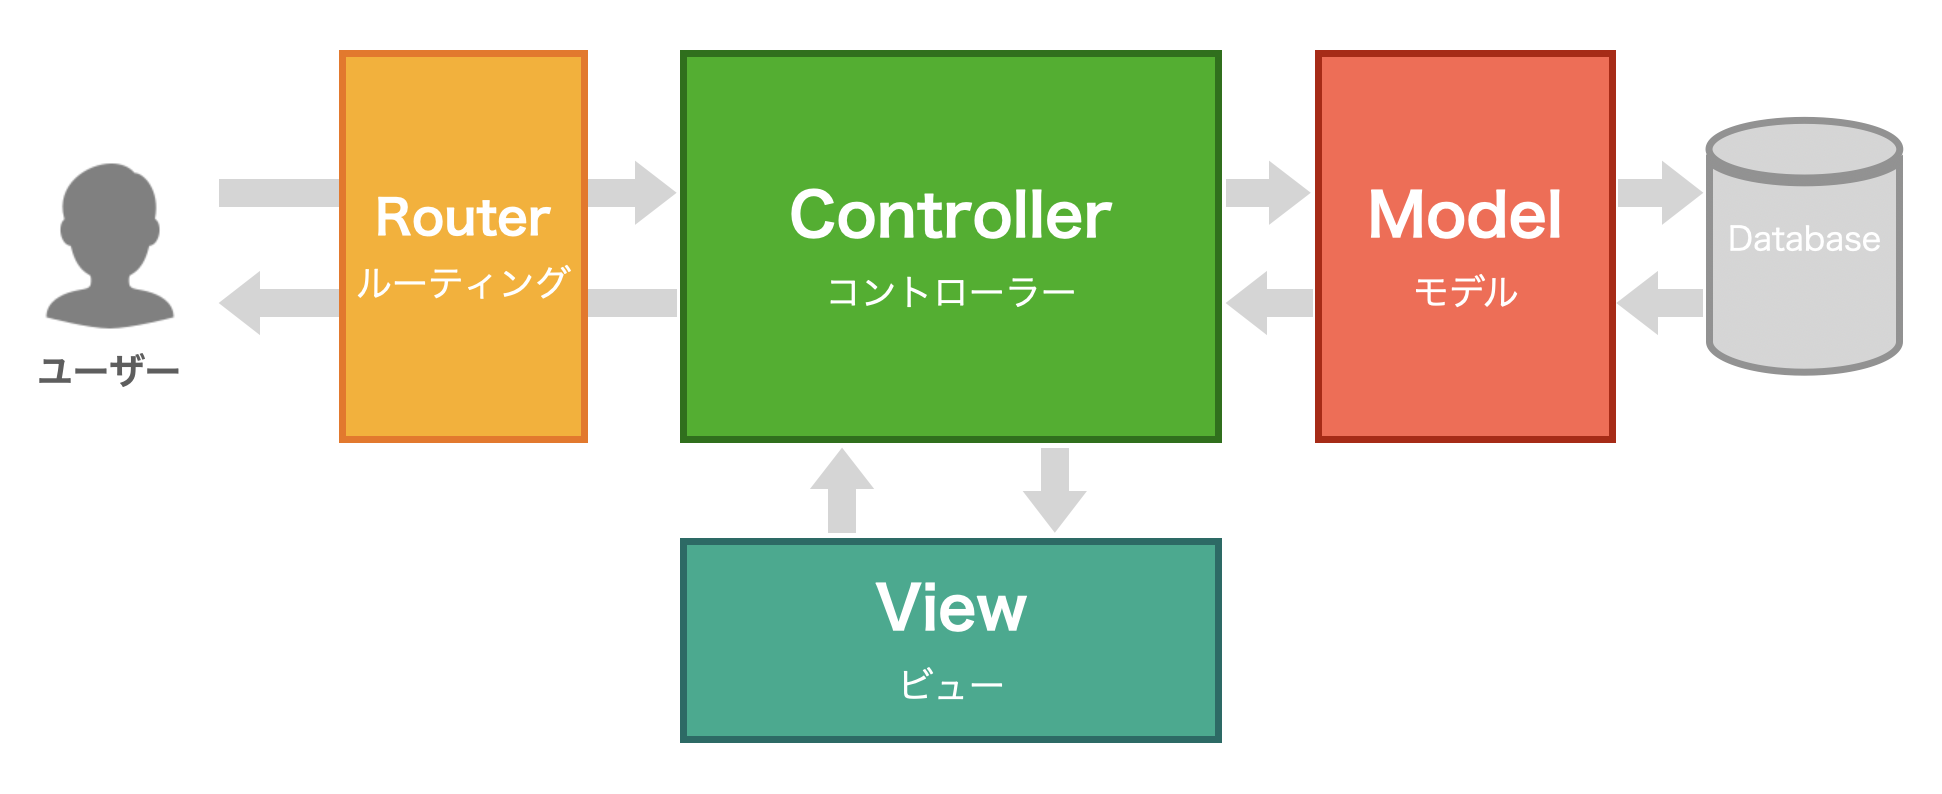 ユーザー
Router
ルーティング
Controller
コントローラー
Model
モデル
Database
View
ビュー